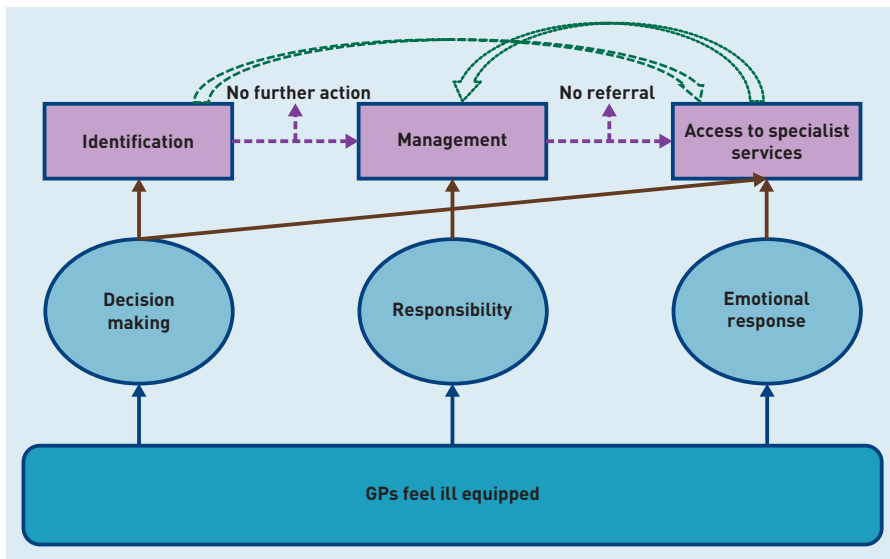 No further action
No referral
Identification
Management
Access to specialist
services
Decision
making
Responsibility
Emotional
response
GPs feel ill equipped